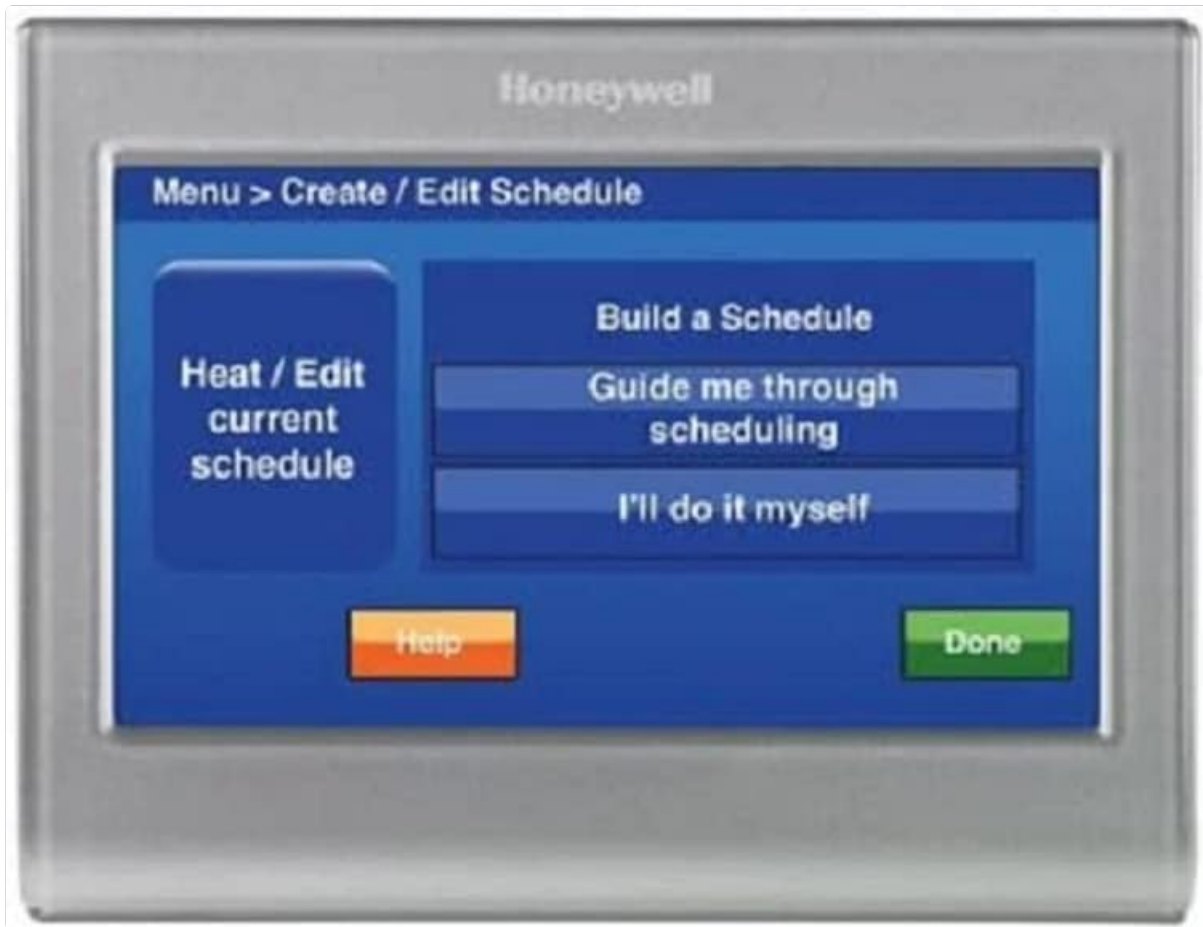 Honeywell
Menu > Create / Edit Schedule
Heat / Edit
current
schedule
Build a Schedule
Guide me through
scheduling
I'll do it myself
Help
Done